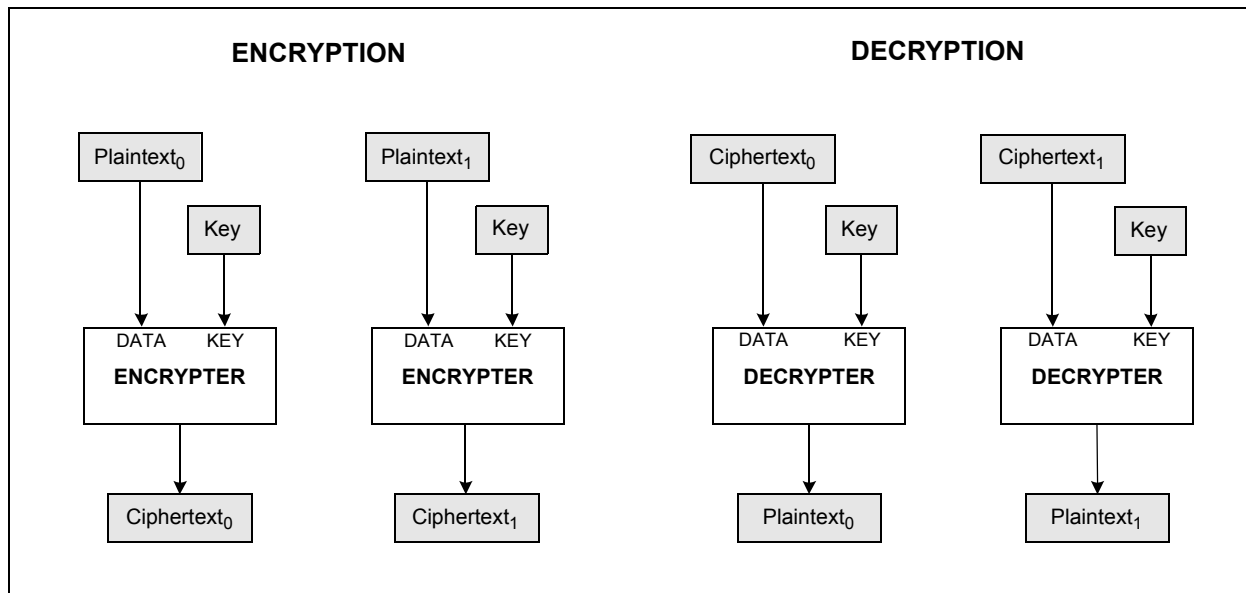 ENCRYPTION
DECRYPTION
Plaintext₀
Plaintext₁
Ciphertext₀
Ciphertext₁
Key
Key
Key
Key
DATA KEY
ENCRYPTER
DATA KEY
ENCRYPTER
DATA KEY
DECRYPTER
DATA KEY
DECRYPTER
Ciphertext₀
Ciphertext₁
Plaintext₀
Plaintext₁